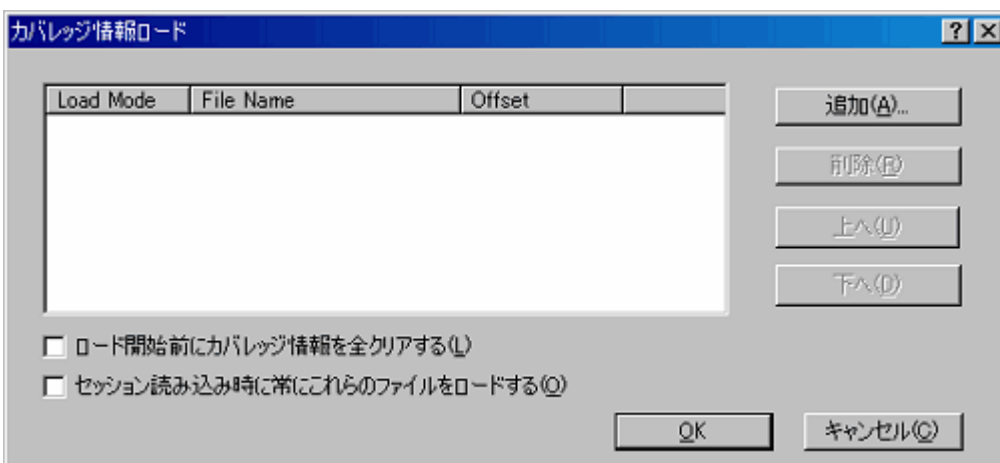 カバレッジ情報ロード
Load Mode File Name Offset
追加(A)...
削除(R)
上へ(U)
下へ(D)
ロード開始前にカバレッジ情報を全クリアする(L)
セッション読み込み時に常にこれらのファイルをロードする(O)
OK キャンセル(C)